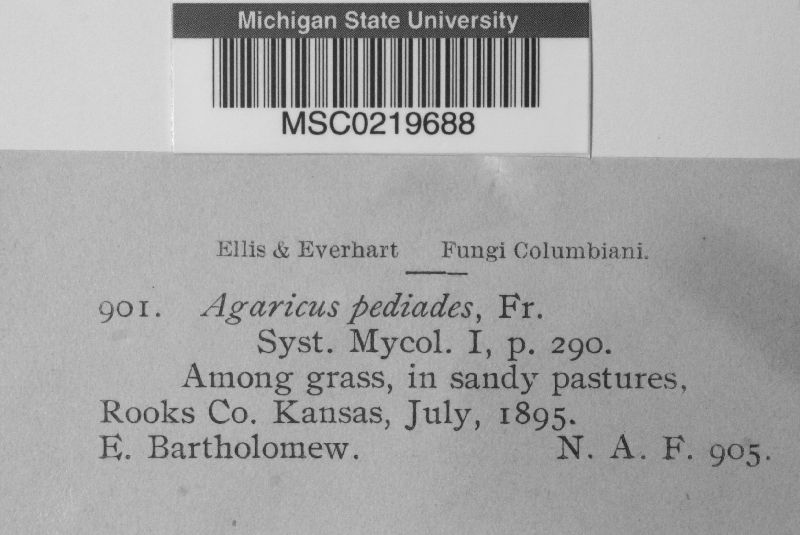 Michigan State University
MSC0219688
Ellis & Everhart Fungi Columbiani.
901. Agaricus pediades, Fr.
Syst. Mycol. I, p. 290.
Among grass, in sandy pastures,
Rooks Co. Kansas, July, 1895.
E. Bartholomew. N. A. F. 905.